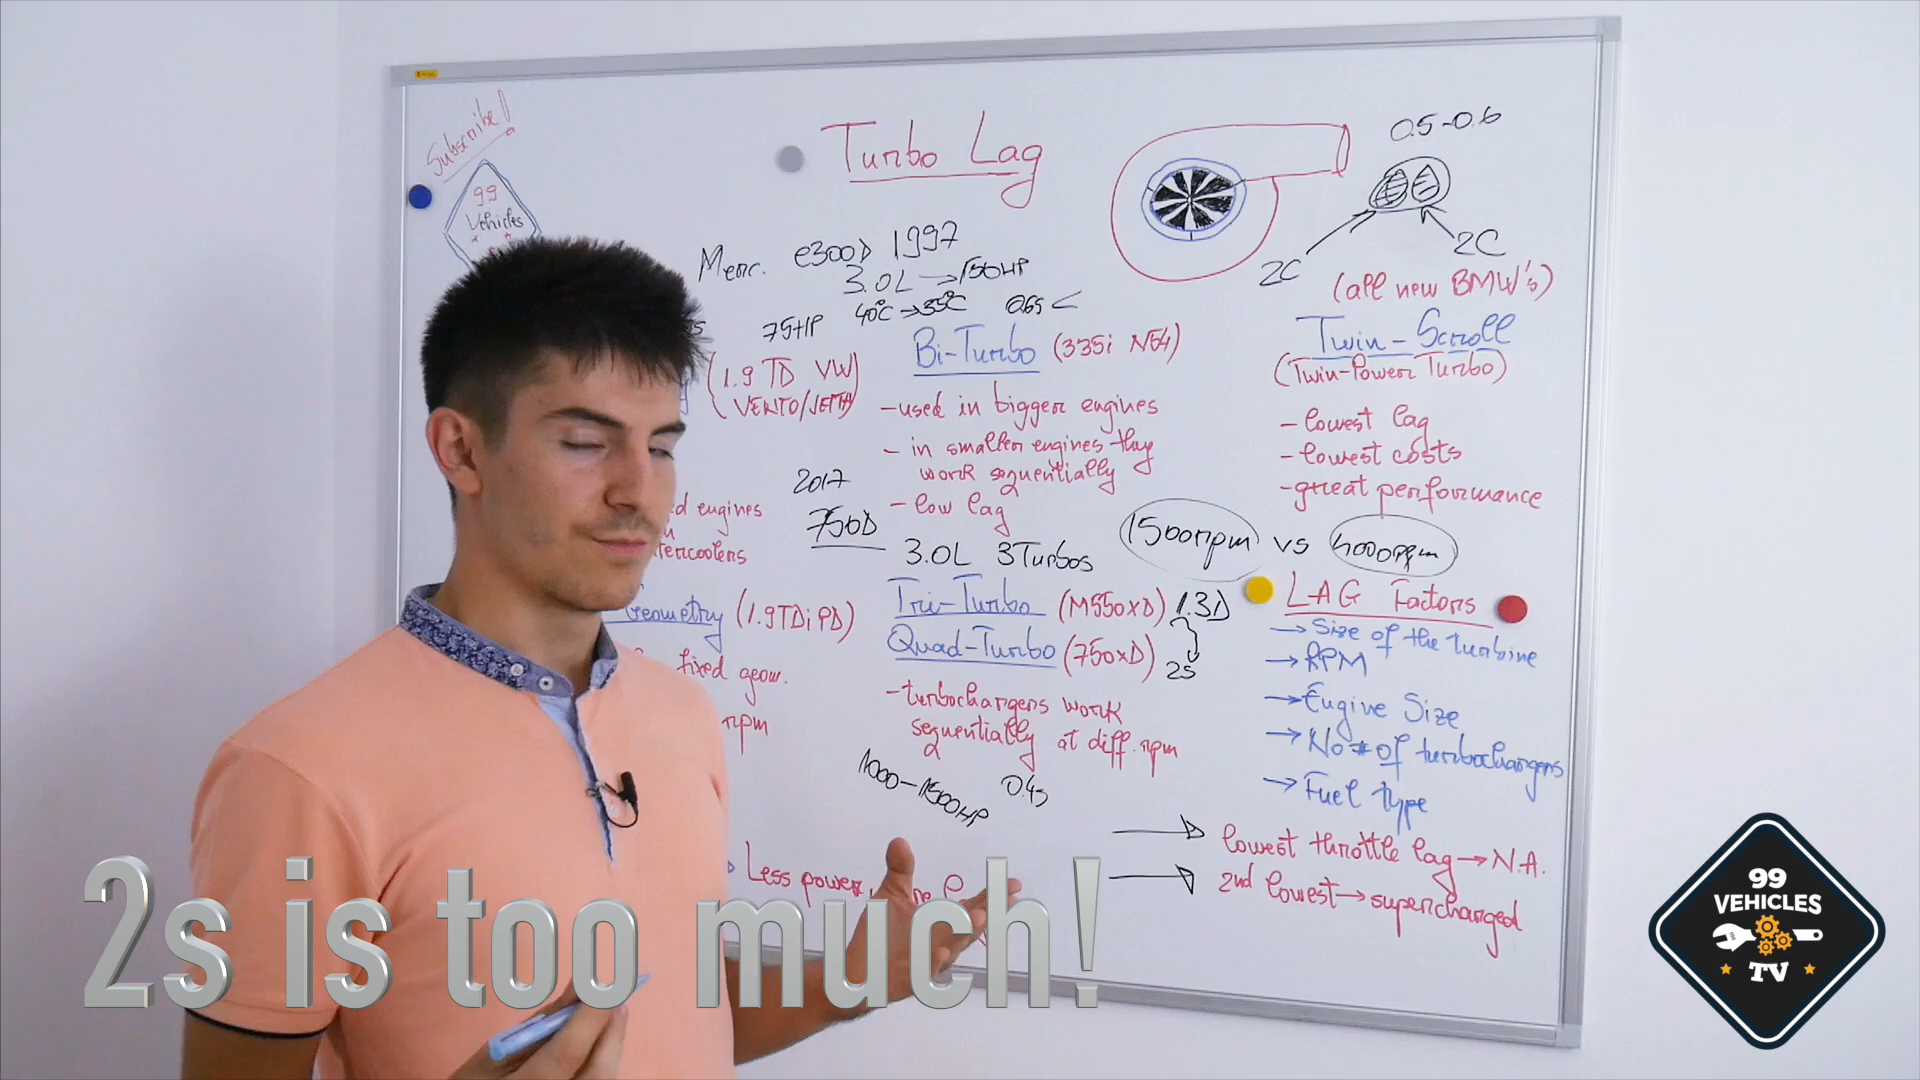 Subscribe!
99
Vehicles
Turbo Lag
0.5-0.6
2C
2C
(all new BMW's)
Merc. e300D 1997
3.0L → 150HP
40°C → 35°C 0.6s <
75HP
(1.9 TD VW
VENTO/JETTA)
Bi-Turbo (335i N54)
- used in bigger engines
- in smaller engines they
work sequentially
- low lag
Twin-Scroll
(Twin-Power Turbo)
- lowest lag
- lowest costs
- great performance
2017
750D
3.0L 3Turbos
1500rpm vs 4000rpm
d engines
tercoolers
Geometry (1.9TDi PD)
fixed geom.
rpm
Tri-Turbo (M550xD) 1.3D
Quad-Turbo (750xD) 2s
- turbochargers work
sequentially at diff. rpm
1000-1500HP 0.4s
LAG Factors
→ Size of the turbine
→ RPM
→ Engine Size
→ No # of turbochargers
→ Fuel type
→ lowest throttle lag → N.A.
→ 2nd lowest → supercharged
Less power
2s is too much!
99
VEHICLES
TV